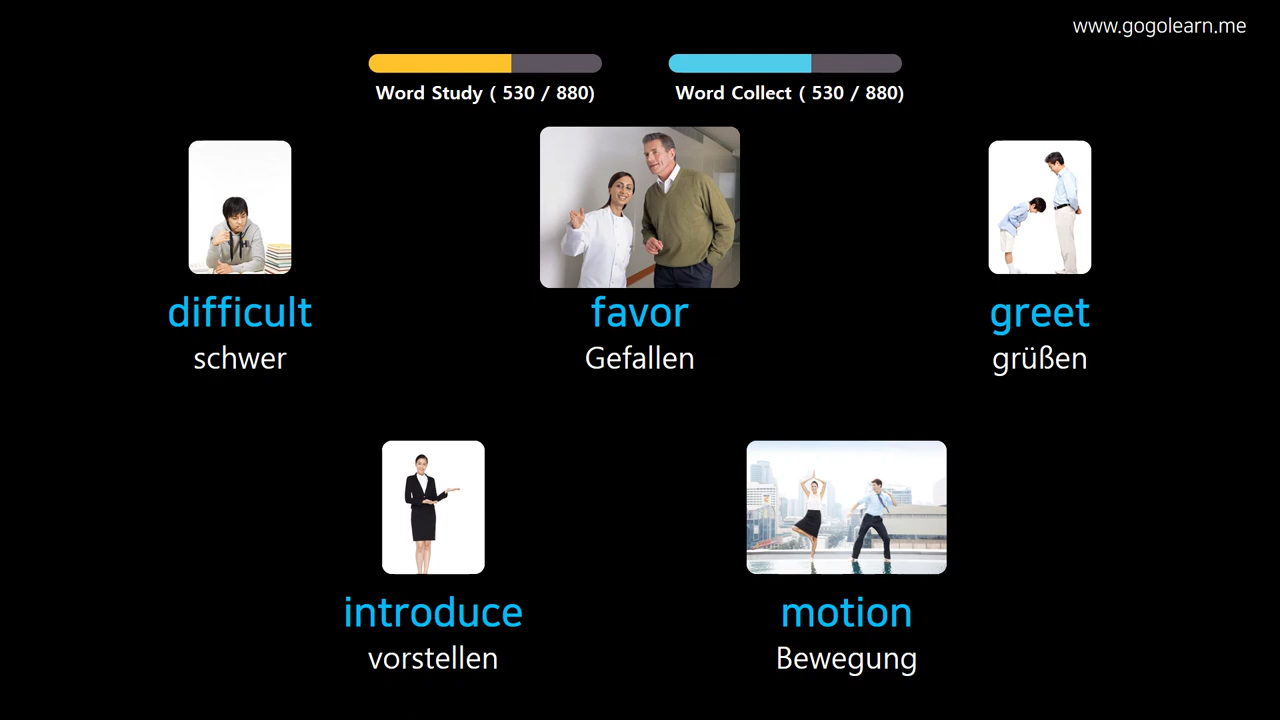 www.gogolearn.me
Word Study ( 530 / 880)
Word Collect ( 530 / 880)
difficult
schwer
favor
Gefallen
greet
grüßen
introduce
vorstellen
motion
Bewegung